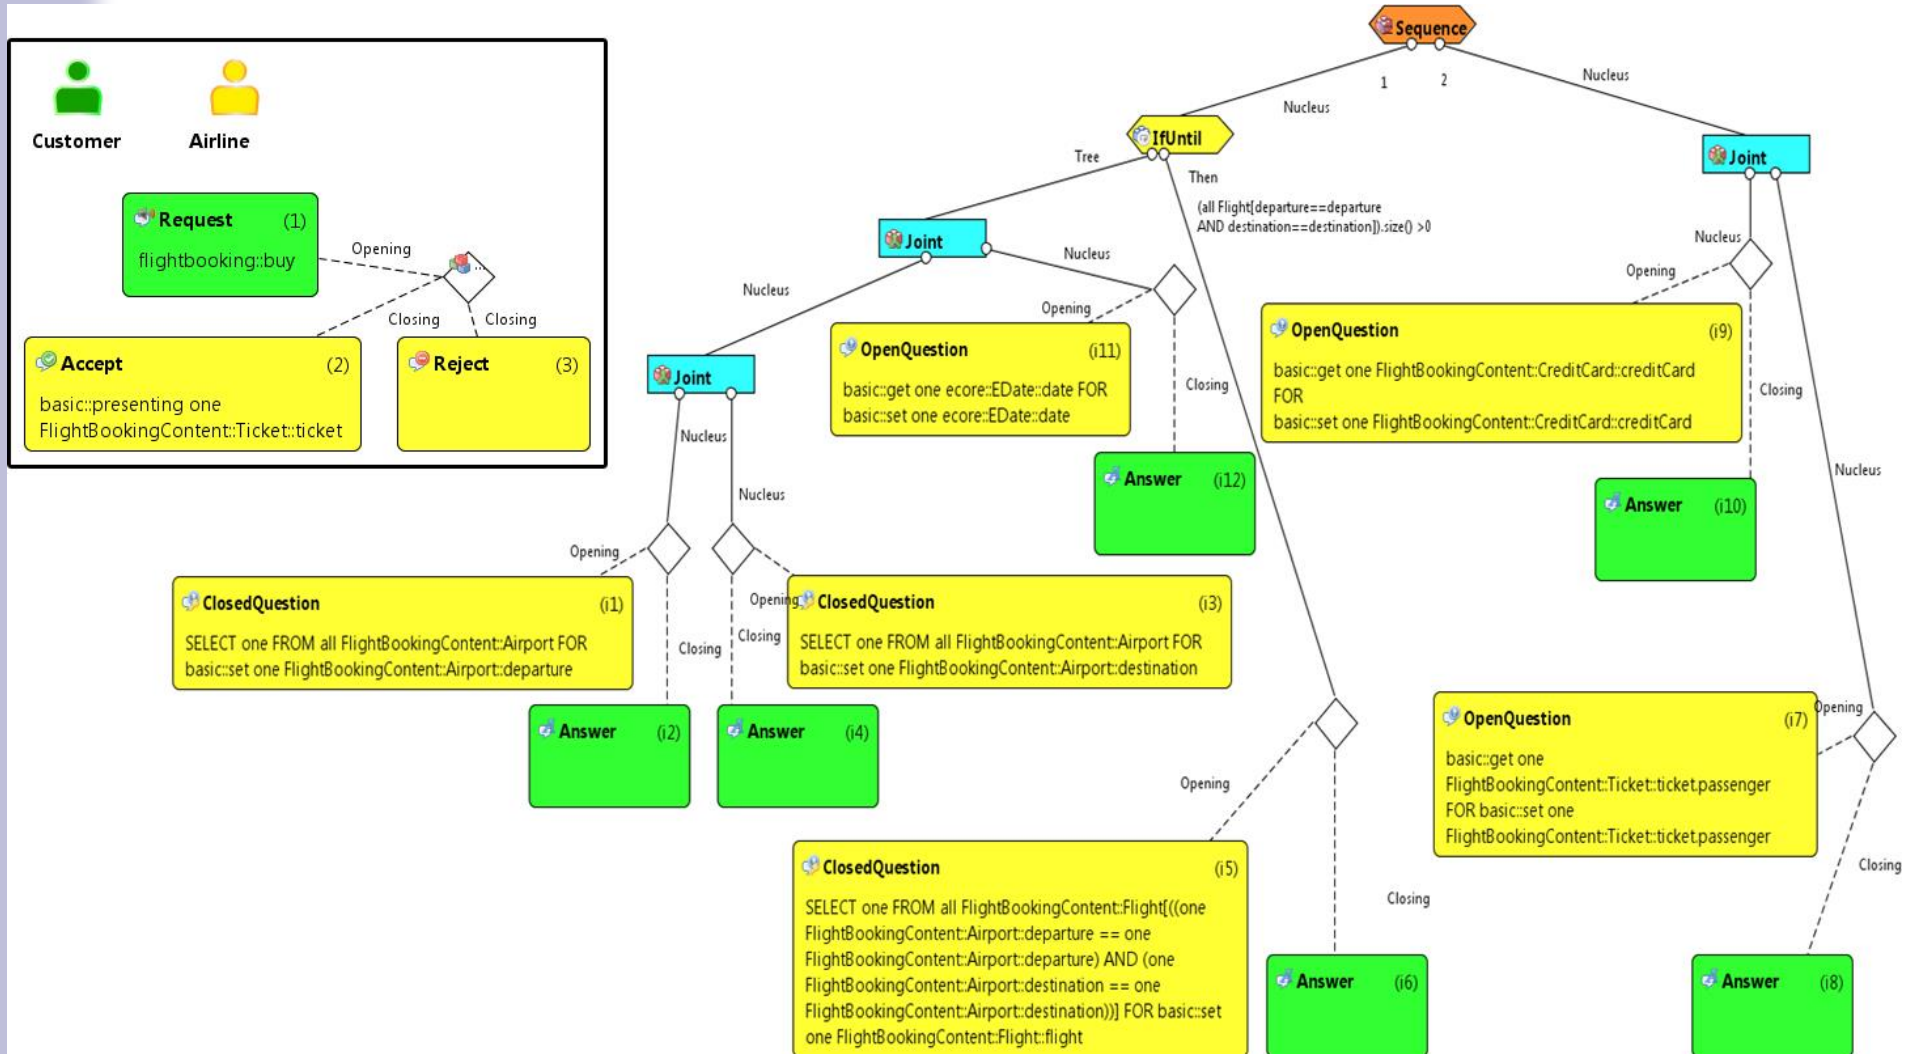 Customer
Airline
Request (1)
flightbooking::buy
Opening
...
Closing
Closing
Accept (2)
basic::presenting one
FlightBookingContent::Ticket::ticket
Reject (3)
Sequence
1
2
Nucleus
Nucleus
IfUntil
Tree
Then
(all Flight[departure==departure
AND destination==destination]).size() >0
Joint
Joint
Nucleus
Nucleus
Opening
OpenQuestion (i11)
basic::get one ecore::EDate::date FOR
basic::set one ecore::EDate::date
Closing
Answer (i12)
Nucleus
Opening
OpenQuestion (i9)
basic::get one FlightBookingContent::CreditCard::creditCard
FOR
basic::set one FlightBookingContent::CreditCard::creditCard
Closing
Answer (i10)
Nucleus
Joint
Nucleus
Nucleus
Opening
ClosedQuestion (i1)
SELECT one FROM all FlightBookingContent::Airport FOR
basic::set one FlightBookingContent::Airport::departure
Closing
Answer (i2)
Opening
ClosedQuestion (i3)
SELECT one FROM all FlightBookingContent::Airport FOR
basic::set one FlightBookingContent::Airport::destination
Closing
Answer (i4)
Opening
ClosedQuestion (i5)
SELECT one FROM all FlightBookingContent::Flight[((one
FlightBookingContent::Airport::departure == one
FlightBookingContent::Airport::departure) AND (one
FlightBookingContent::Airport::destination == one
FlightBookingContent::Airport::destination))] FOR basic::set
one FlightBookingContent::Flight::flight
Closing
Answer (i6)
Opening
OpenQuestion (i7)
basic::get one
FlightBookingContent::Ticket::ticket.passenger
FOR basic::set one
FlightBookingContent::Ticket::ticket.passenger
Closing
Answer (i8)